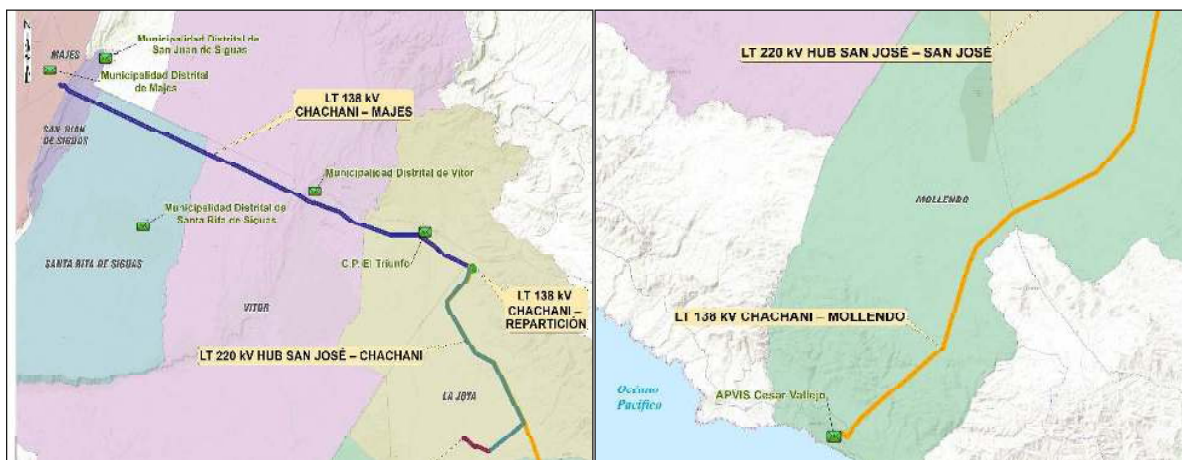 N
MAJES
Municipalidad Distrital de
San Juan de Siguas
Municipalidad Distrital
de Majes
LT 138 kV
CHACHANI – MAJES
SAN JUAN
DE SIGUAS
Municipalidad Distrital de Vitor
Municipalidad Distrital de
Santa Rita de Siguas
C.P. El Triunfo
SANTA RITA DE SIGUAS
VITOR
LT 138 kV
CHACHANI –
REPARTICIÓN
LT 220 kV HUB SAN JOSÉ – CHACHANI
LA JOYA
LT 220 kV HUB SAN JOSÉ – SAN JOSÉ
MOLLENDO
LT 138 kV CHACHANI – MOLLENDO
Océano
Pacífico
APVIS Cesar Vallejo